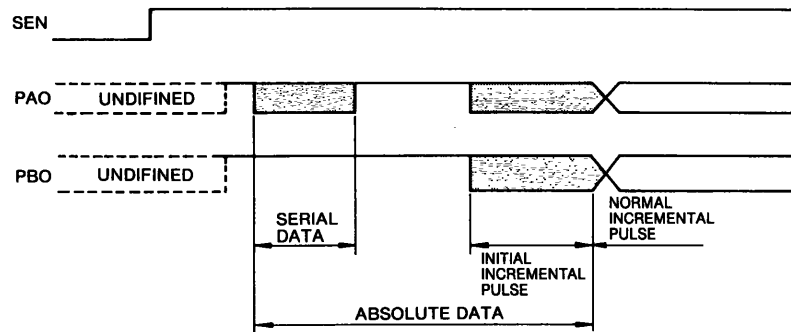 SEN
PAO UNDIFINED
PBO UNDIFINED
SERIAL
DATA
INITIAL
INCREMENTAL
PULSE
NORMAL
INCREMENTAL
PULSE
ABSOLUTE DATA